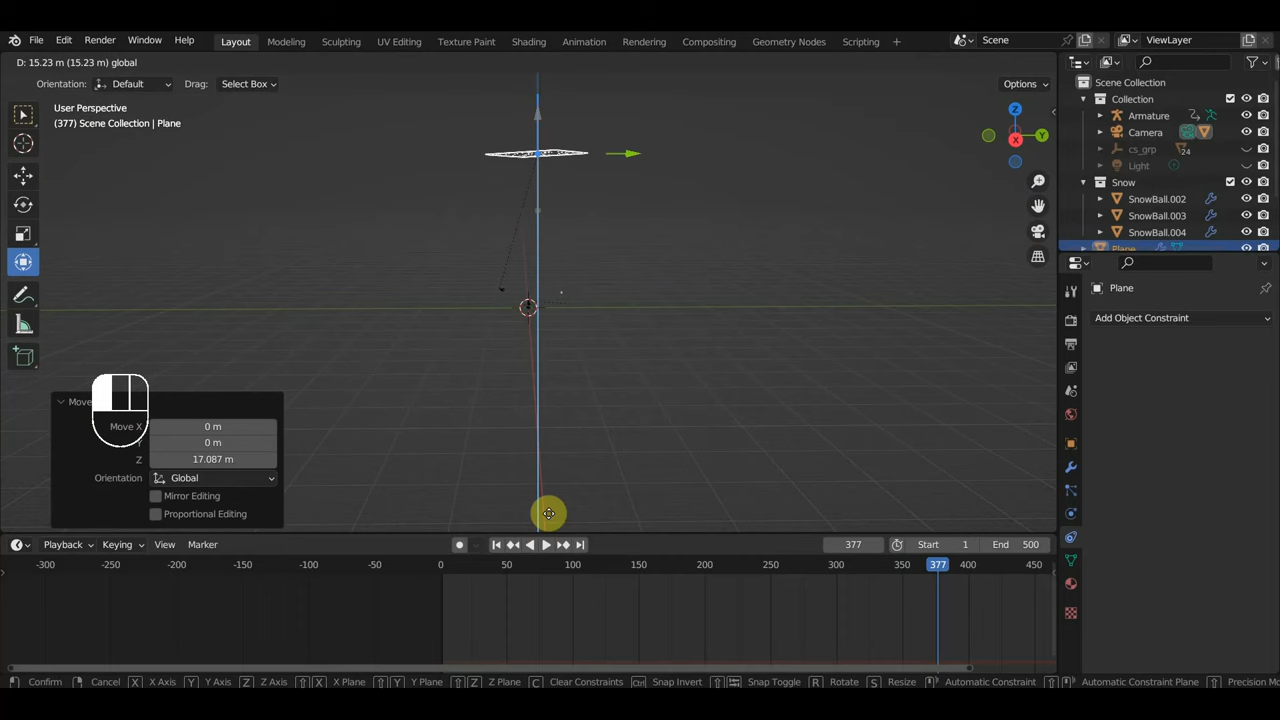 File Edit Render Window Help Layout Modeling Sculpting UV Editing Texture Paint Shading Animation Rendering Compositing Geometry Nodes Scripting + Scene ViewLayer
D: 15.23 m (15.23 m) global
Orientation: Default Drag: Select Box Options
User Perspective
(377) Scene Collection | Plane
Z
Y
X
Scene Collection
Collection
Armature
Camera
cs_grp 24
Light
Snow
SnowBall.002
SnowBall.003
SnowBall.004
Plane
Plane
Add Object Constraint
Move
Move X 0 m
Y 0 m
Z 17.087 m
Orientation Global
Mirror Editing
Proportional Editing
Playback Keying View Marker 377 Start 1 End 500
-300 -250 -200 -150 -100 -50 0 50 100 150 200 250 300 350 377 400 450
Confirm Cancel X X Axis Y Y Axis Z Z Axis X X Plane Y Y Plane Z Z Plane C Clear Constraints Snap Invert Snap Toggle R Rotate S Resize Automatic Constraint Automatic Constraint Plane Precision Mo